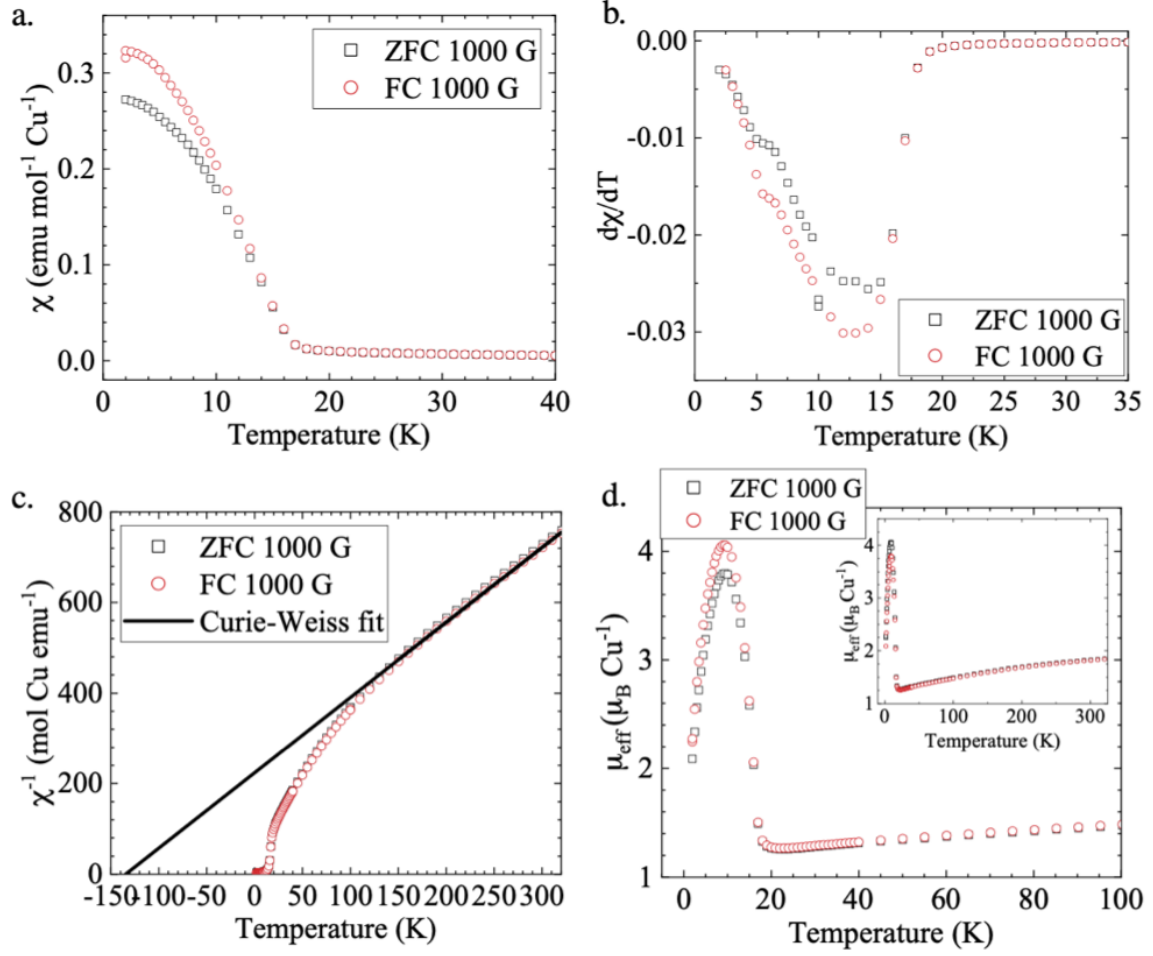 a.
ZFC 1000 G
FC 1000 G
χ (emu mol⁻¹ Cu⁻¹)
0.3
0.2
0.1
0.0
0 10 20 30 40
Temperature (K)
b.
0.00
-0.01
-0.02
-0.03
dχ/dT
ZFC 1000 G
FC 1000 G
0 5 10 15 20 25 30 35
Temperature (K)
c.
800
600
400
200
0
χ⁻¹ (mol Cu emu⁻¹)
ZFC 1000 G
FC 1000 G
Curie-Weiss fit
-150 -100 -50 0 50 100 150 200 250 300
Temperature (K)
d.
ZFC 1000 G
FC 1000 G
4
3
2
1
μeff (μB Cu⁻¹)
0 20 40 60 80 100
Temperature (K)
4
3
2
1
μeff (μB Cu⁻¹)
0 100 200 300
Temperature (K)